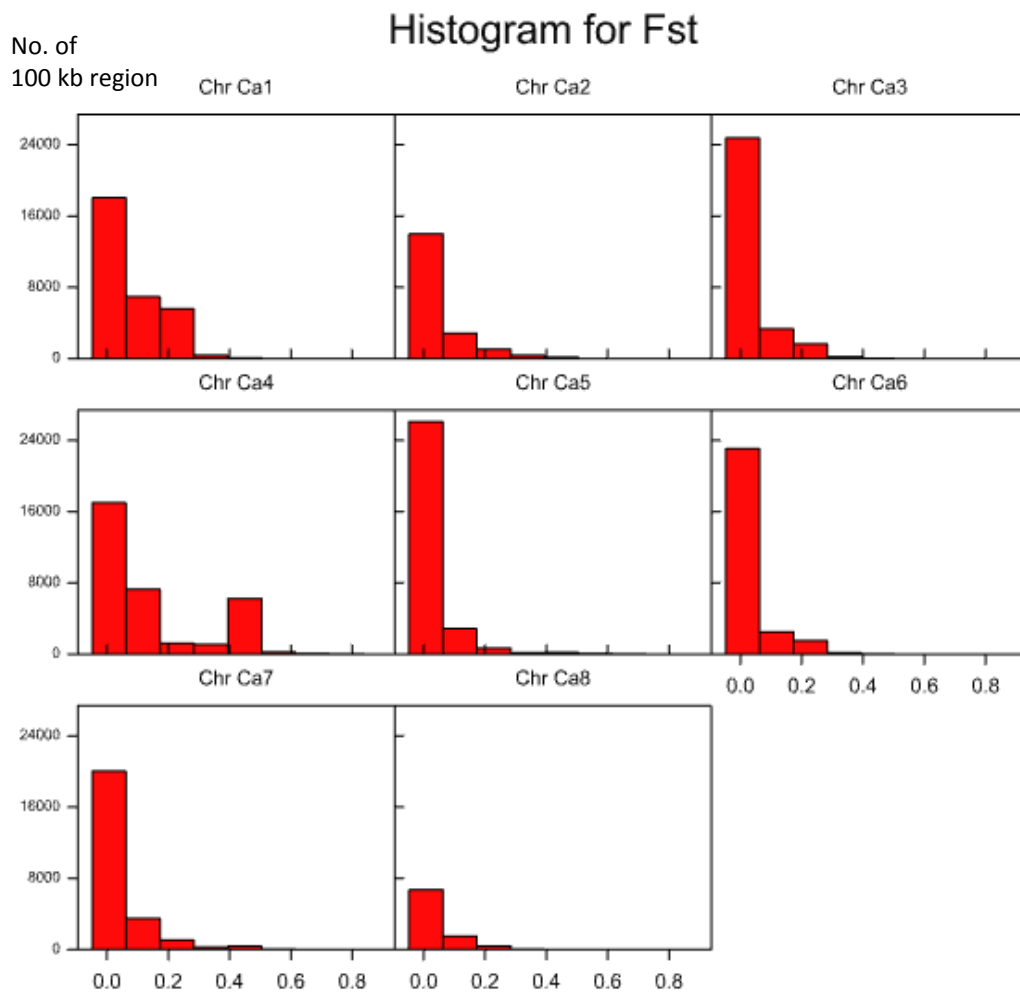 Histogram for Fst
No. of
100 kb region
Chr Ca1 Chr Ca2 Chr Ca3
24000
16000
8000
0
Chr Ca4 Chr Ca5 Chr Ca6
24000
16000
8000
0
0.0 0.2 0.4 0.6 0.8
Chr Ca7 Chr Ca8
24000
16000
8000
0
0.0 0.2 0.4 0.6 0.8 0.0 0.2 0.4 0.6 0.8